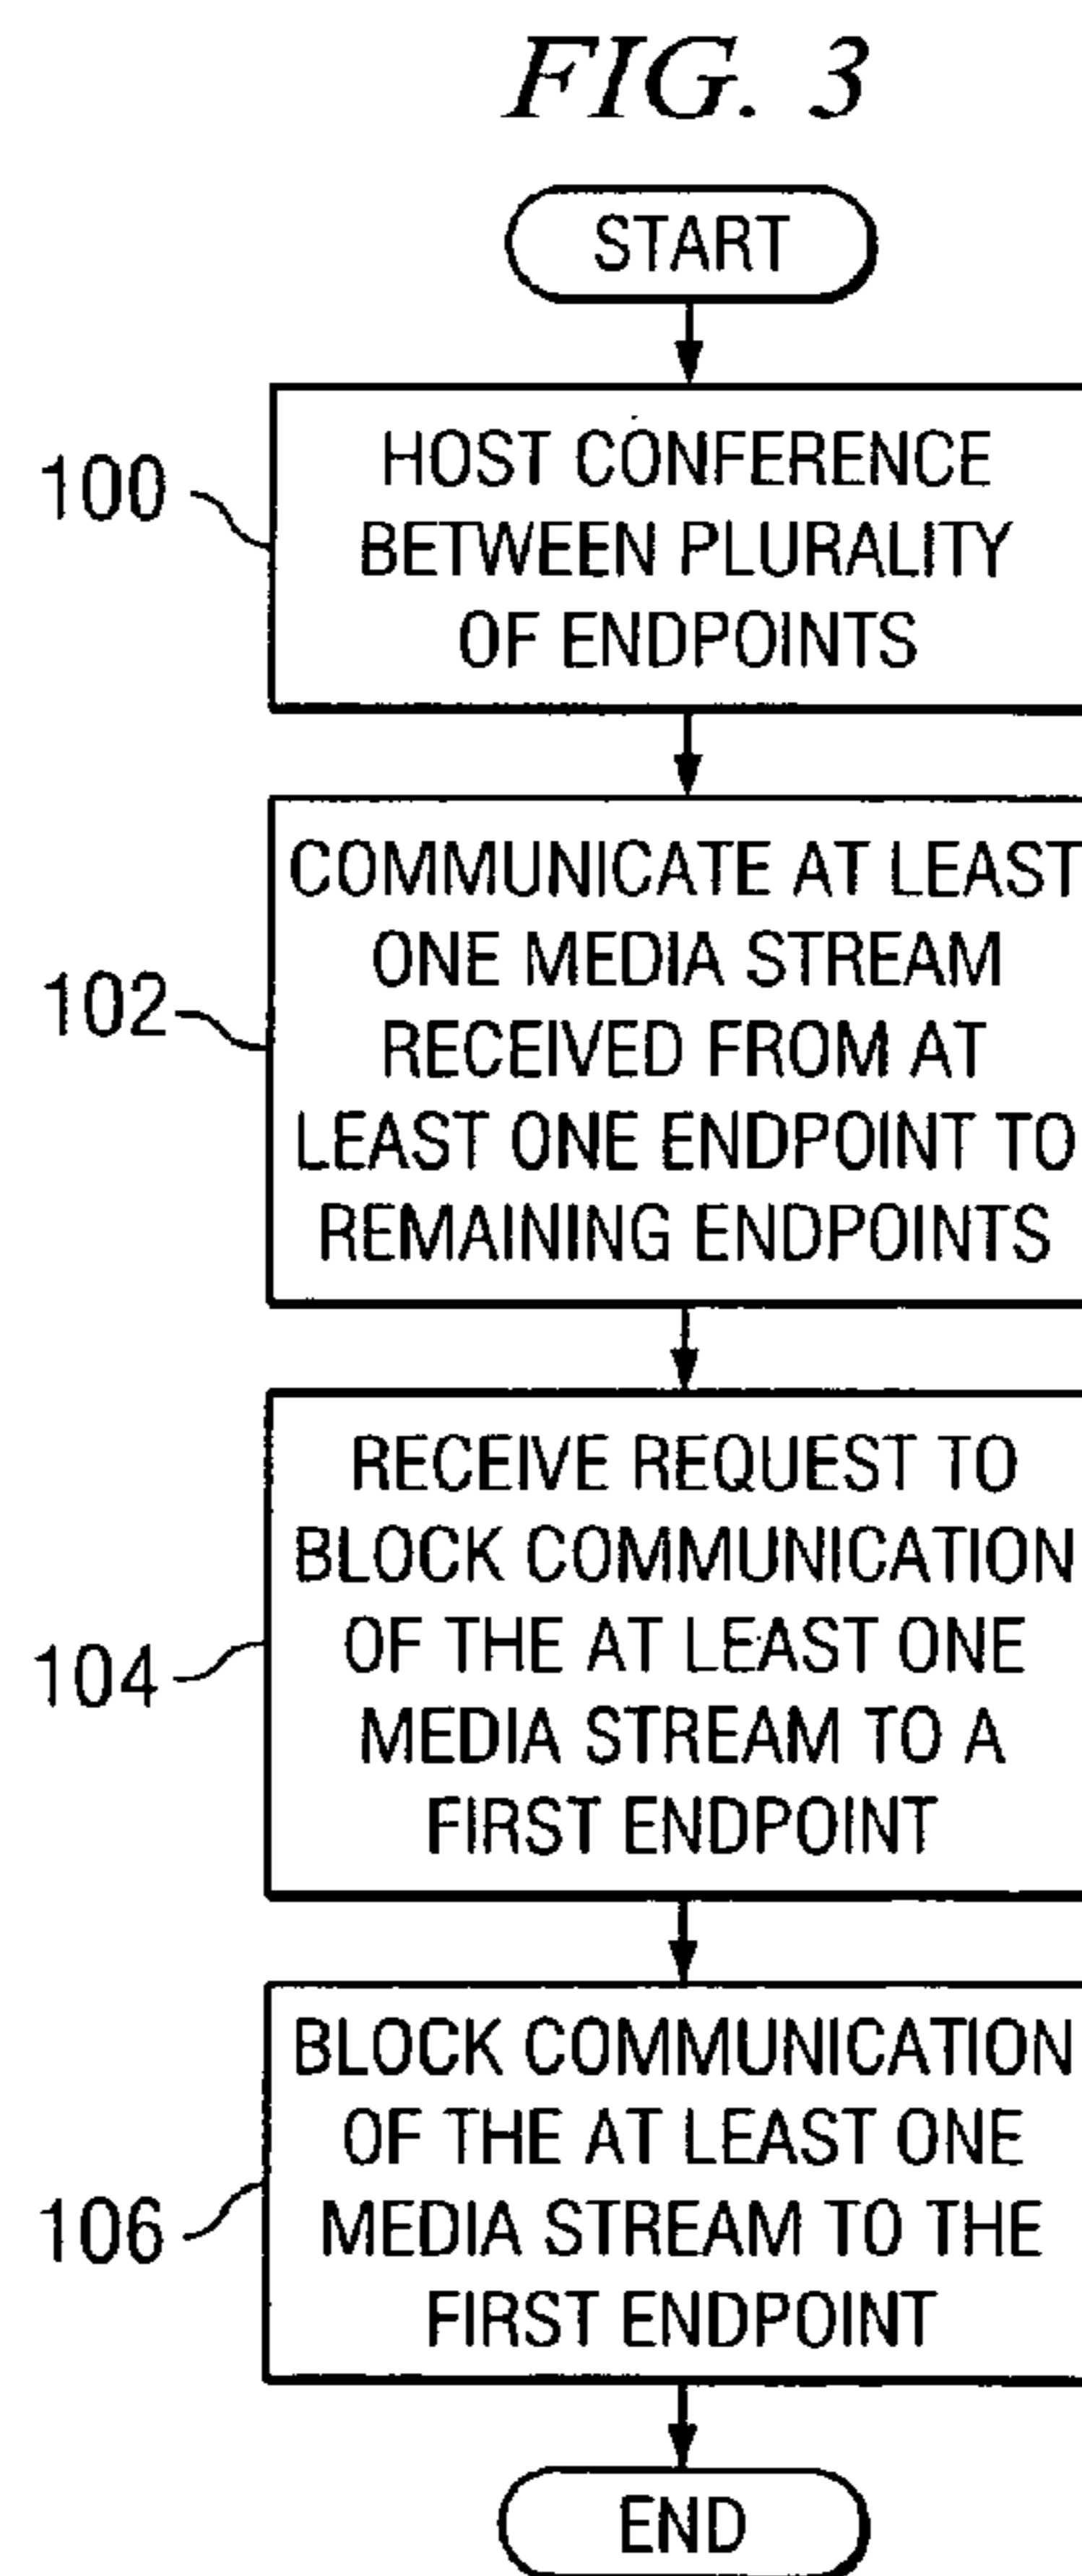 FIG. 3
START
100
HOST CONFERENCE
BETWEEN PLURALITY
OF ENDPOINTS
102
COMMUNICATE AT LEAST
ONE MEDIA STREAM
RECEIVED FROM AT
LEAST ONE ENDPOINT TO
REMAINING ENDPOINTS
104
RECEIVE REQUEST TO
BLOCK COMMUNICATION
OF THE AT LEAST ONE
MEDIA STREAM TO A
FIRST ENDPOINT
106
BLOCK COMMUNICATION
OF THE AT LEAST ONE
MEDIA STREAM TO THE
FIRST ENDPOINT
END